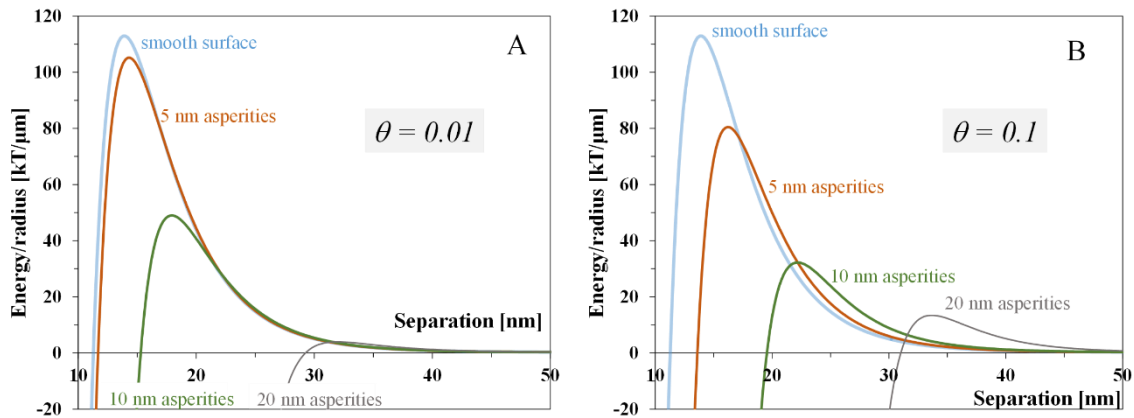 120
100
80
60
40
20
0
-20
10
20
30
40
50
Energy/radius [kT/μm]
smooth surface
A
5 nm asperities
θ = 0.01
Separation [nm]
10 nm asperities
20 nm asperities
120
100
80
60
40
20
0
-20
10
20
30
40
50
Energy/radius [kT/μm]
smooth surface
B
θ = 0.1
5 nm asperities
10 nm asperities
20 nm asperities
Separation [nm]